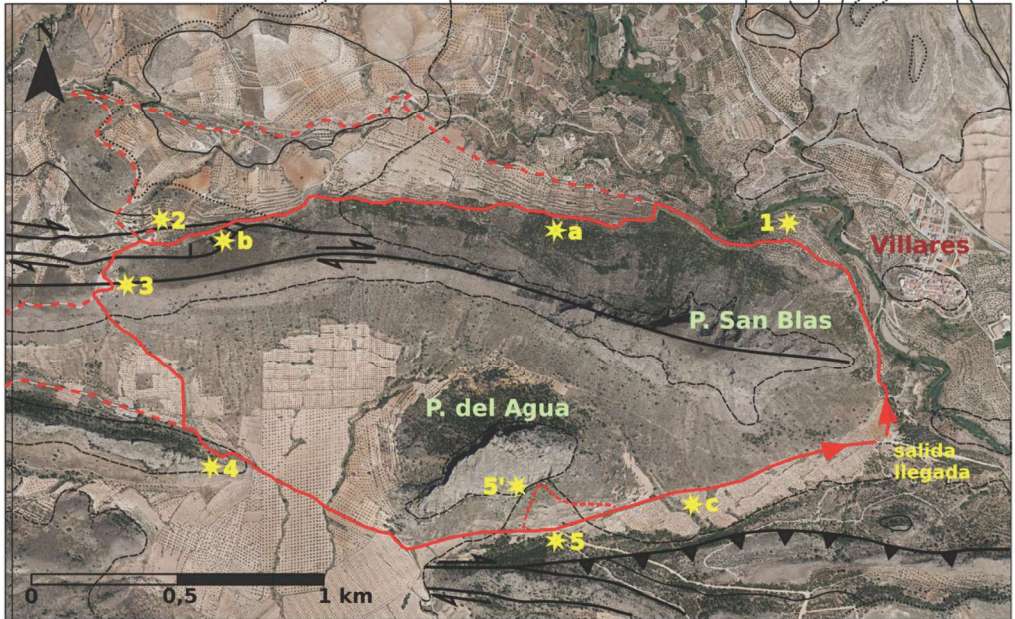 N
2
b
a
1
Villares
3
P. San Blas
P. del Agua
salida
llegada
4
5'
c
5
0 0,5 1 km